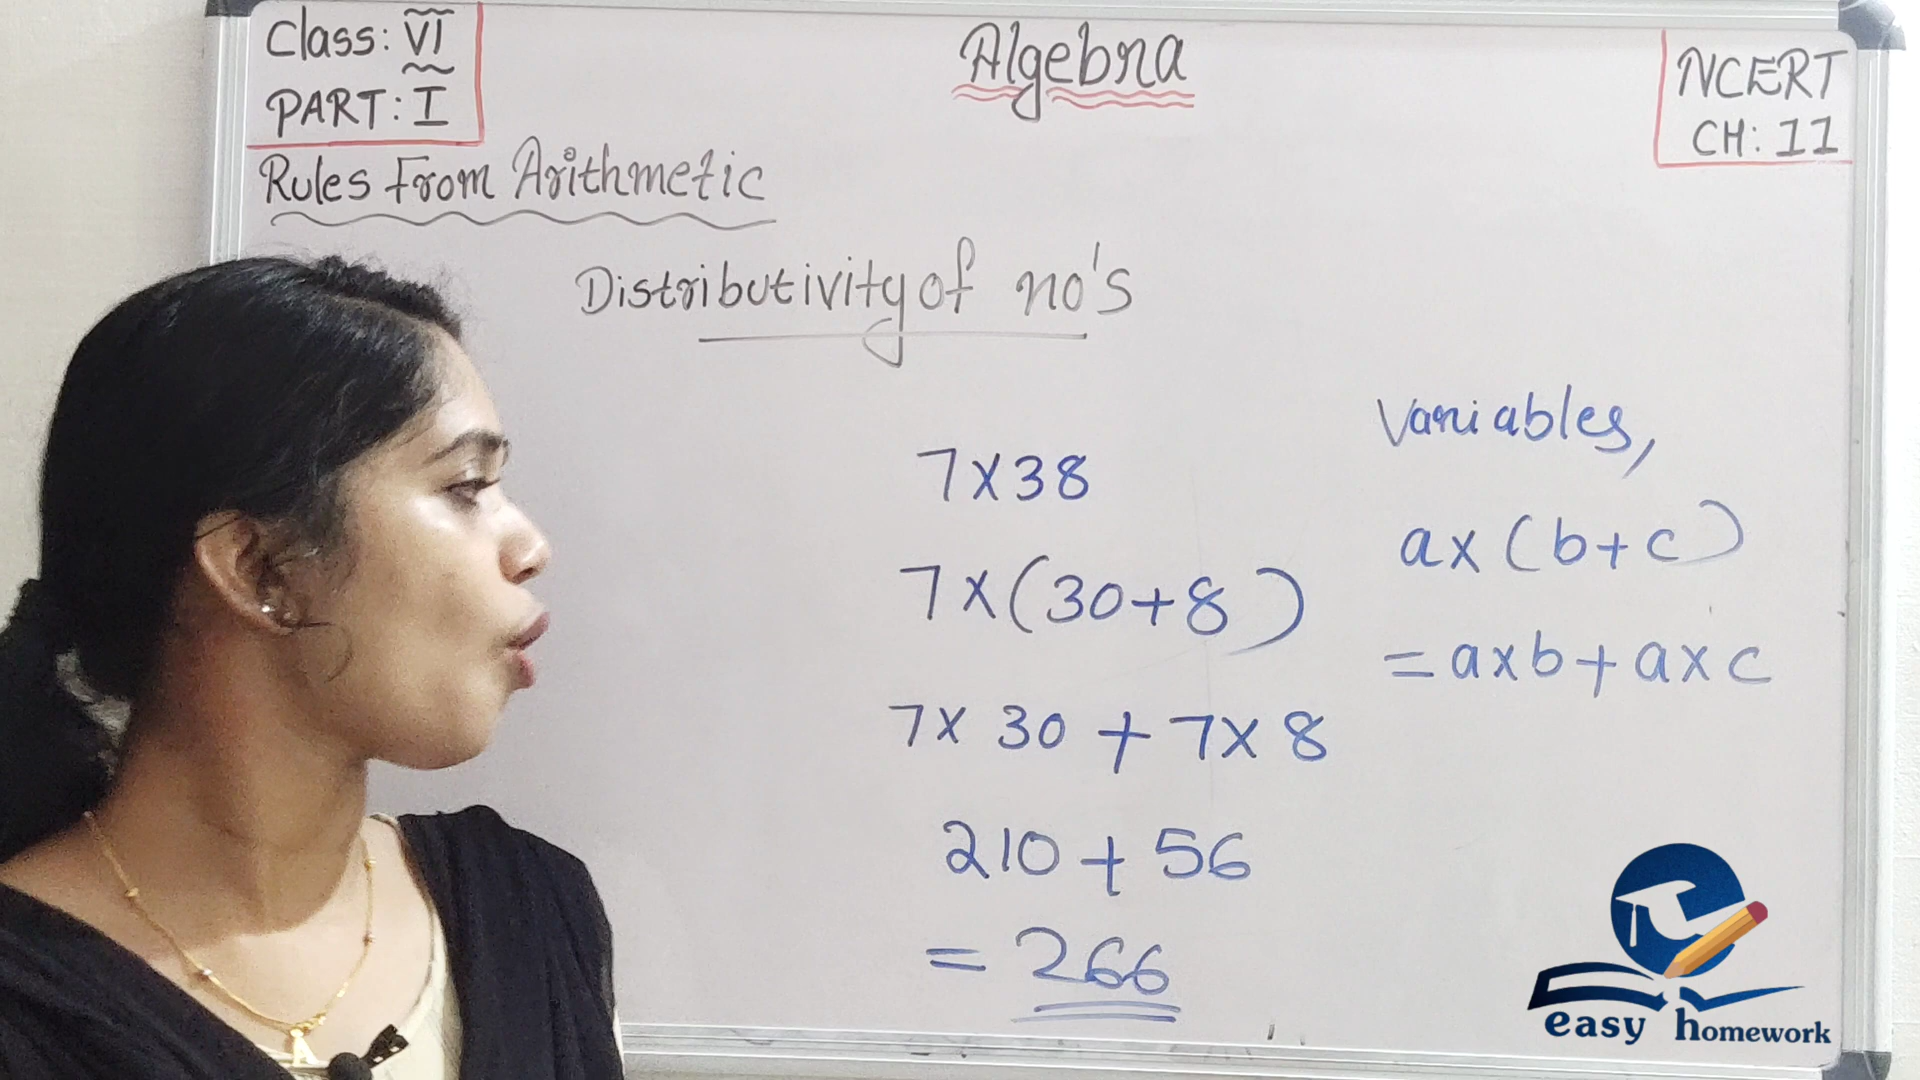 Class: VI
PART: I
Algebra
NCERT
CH: 11
Rules From Arithmetic
Distributivity of no's
7x38
7x(30+8)
7x 30 + 7x 8
210 + 56
= 266
Variables,
ax(b+c)
=axb+axc
easy homework
A